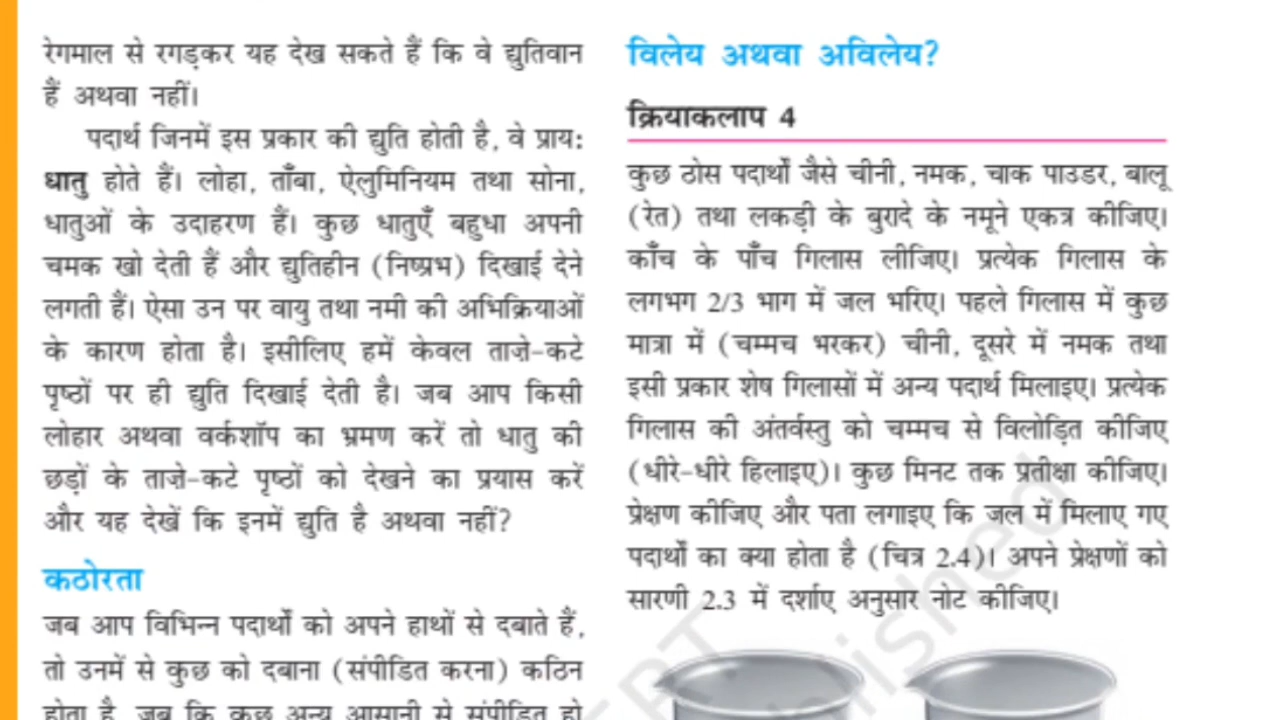 रेगमाल से रगड़कर यह देख सकते हैं कि वे द्युतिवान
हैं अथवा नहीं।
पदार्थ जिनमें इस प्रकार की द्युति होती है, वे प्राय:
धातु होते हैं। लोहा, ताँबा, ऐलुमिनियम तथा सोना,
धातुओं के उदाहरण हैं। कुछ धातुएँ बहुधा अपनी
चमक खो देती हैं और द्युतिहीन (निष्प्रभ) दिखाई देने
लगती हैं। ऐसा उन पर वायु तथा नमी की अभिक्रियाओं
के कारण होता है। इसीलिए हमें केवल ताज़े-कटे
पृष्ठों पर ही द्युति दिखाई देती है। जब आप किसी
लोहार अथवा वर्कशॉप का भ्रमण करें तो धातु की
छड़ों के ताज़े-कटे पृष्ठों को देखने का प्रयास करें
और यह देखें कि इनमें द्युति है अथवा नहीं?
कठोरता
जब आप विभिन्न पदार्थों को अपने हाथों से दबाते हैं,
तो उनमें से कुछ को दबाना (संपीडित करना) कठिन
होता है, जब कि कुछ अन्य आसानी से संपीडित हो
विलेय अथवा अविलेय?
क्रियाकलाप 4
कुछ ठोस पदार्थों जैसे चीनी, नमक, चाक पाउडर, बालू
(रेत) तथा लकड़ी के बुरादे के नमूने एकत्र कीजिए।
काँच के पाँच गिलास लीजिए। प्रत्येक गिलास के
लगभग 2/3 भाग में जल भरिए। पहले गिलास में कुछ
मात्रा में (चम्मच भरकर) चीनी, दूसरे में नमक तथा
इसी प्रकार शेष गिलासों में अन्य पदार्थ मिलाइए। प्रत्येक
गिलास की अंतर्वस्तु को चम्मच से विलोड़ित कीजिए
(धीरे-धीरे हिलाइए)। कुछ मिनट तक प्रतीक्षा कीजिए।
प्रेक्षण कीजिए और पता लगाइए कि जल में मिलाए गए
पदार्थों का क्या होता है (चित्र 2.4)। अपने प्रेक्षणों को
सारणी 2.3 में दर्शाए अनुसार नोट कीजिए।